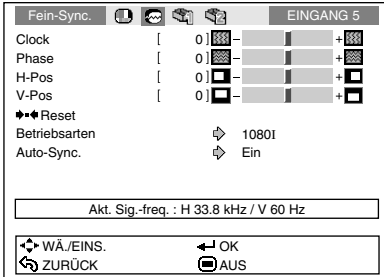 Fein-Sync. EINGANG 5
Clock [ 0 ] - +
Phase [ 0 ] - +
H-Pos [ 0 ] - +
V-Pos [ 0 ] - +
Reset
Betriebsarten 1080I
Auto-Sync. Ein
Akt. Sig.-freq. : H 33.8 kHz / V 60 Hz
WÄ./EINS. OK
ZURÜCK AUS